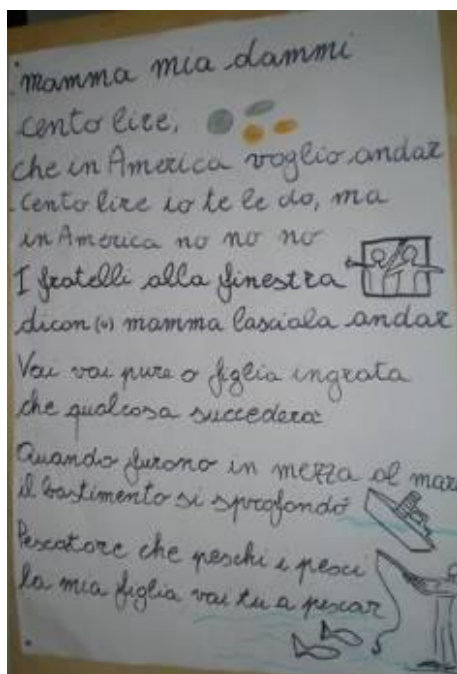 mamma mia dammi
cento lire,
che in America voglio andar
cento lire io te le do, ma
in America no no no
I fratelli alla finestra
dicon (o) mamma lasciala andar
Vai vai pure o figlia ingrata
che qualcosa succederà
Quando furono in mezza al mare
il bastimento si sprofondò
Pescatore che peschi i pesci
la mia figlia vai tu a pescar